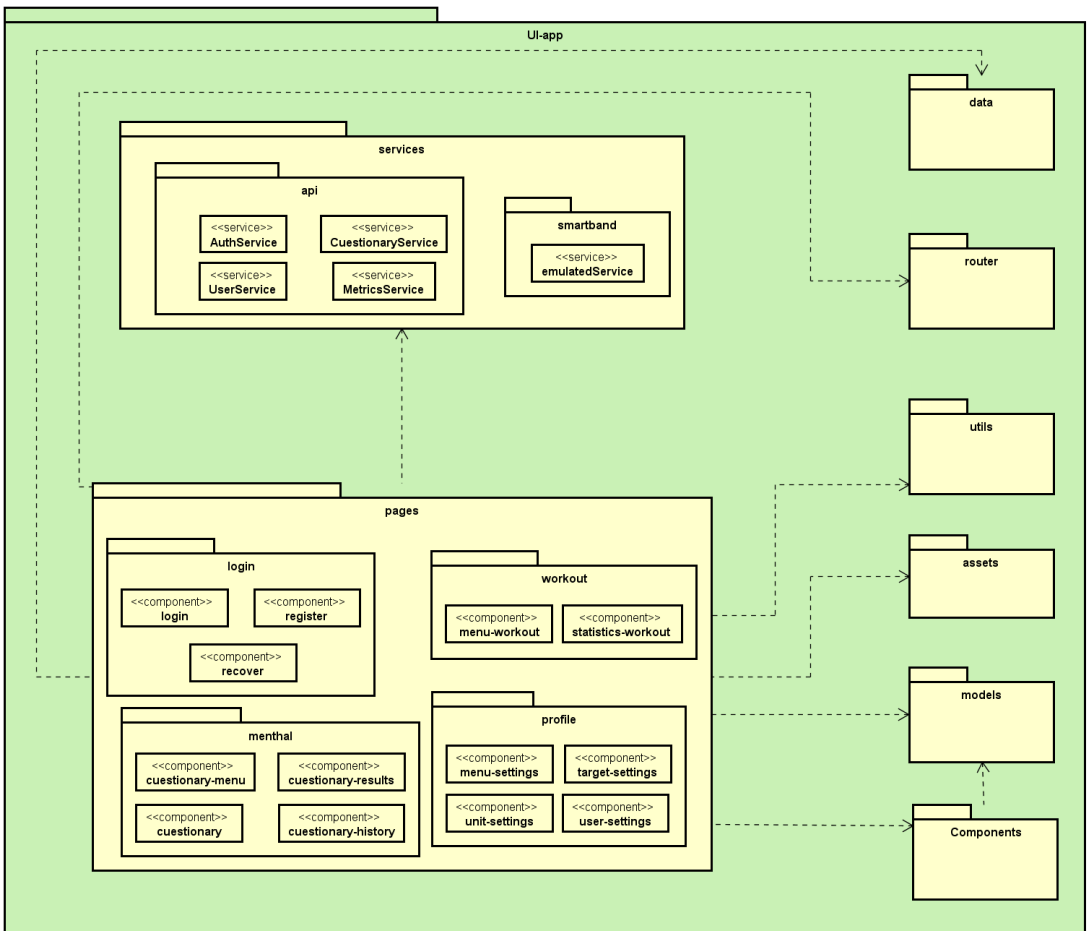 UI-app
data
services
api
<<service>>
AuthService
<<service>>
CuestionaryService
<<service>>
UserService
<<service>>
MetricsService
smartband
<<service>>
emulatedService
router
utils
pages
login
<<component>>
login
<<component>>
register
<<component>>
recover
workout
<<component>>
menu-workout
<<component>>
statistics-workout
assets
models
menthal
<<component>>
cuestionary-menu
<<component>>
cuestionary-results
<<component>>
cuestionary
<<component>>
cuestionary-history
profile
<<component>>
menu-settings
<<component>>
target-settings
<<component>>
unit-settings
<<component>>
user-settings
Components